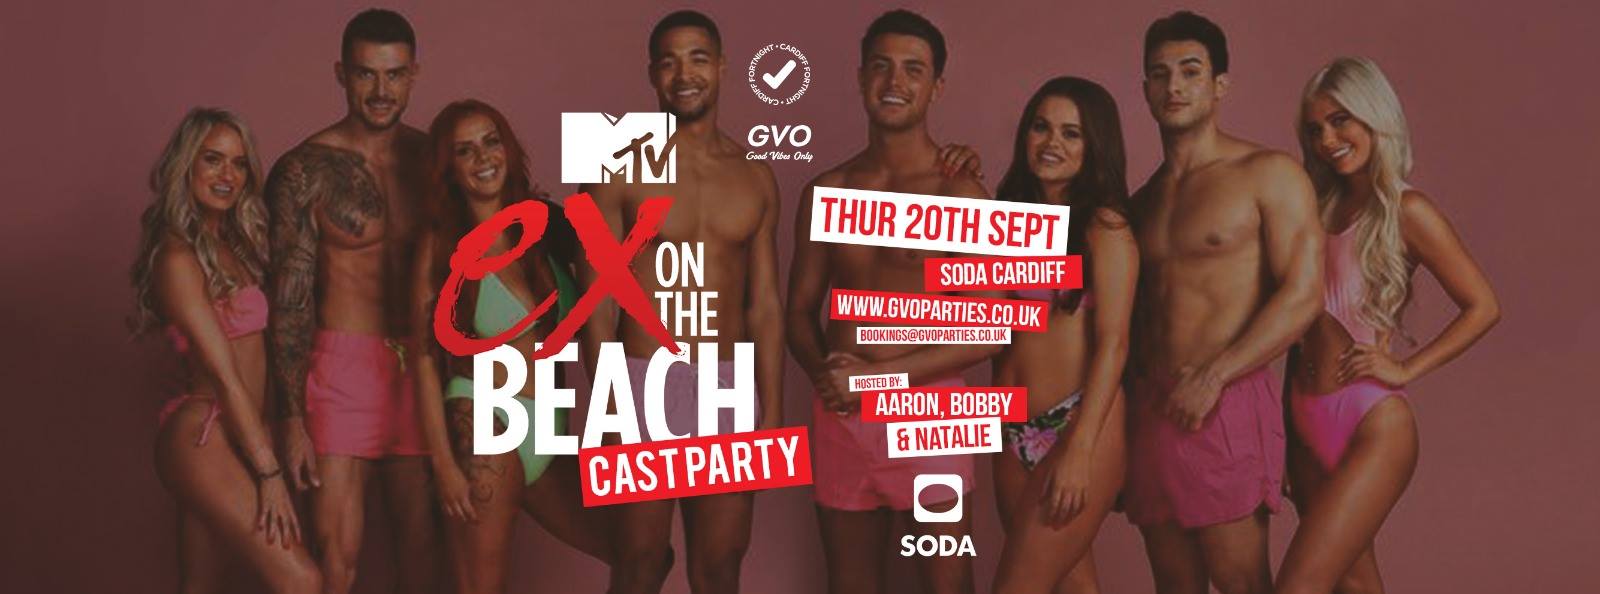 CARDIFF FORTNIGHT • CARDIFF FORTNIGHT •
GVO
Good Vibes Only
MTV
ex
ON
THE
BEACH
CAST PARTY
THUR 20TH SEPT
SODA CARDIFF
WWW.GVOPARTIES.CO.UK
BOOKINGS@GVOPARTIES.CO.UK
HOSTED BY:
AARON, BOBBY
& NATALIE
SODA